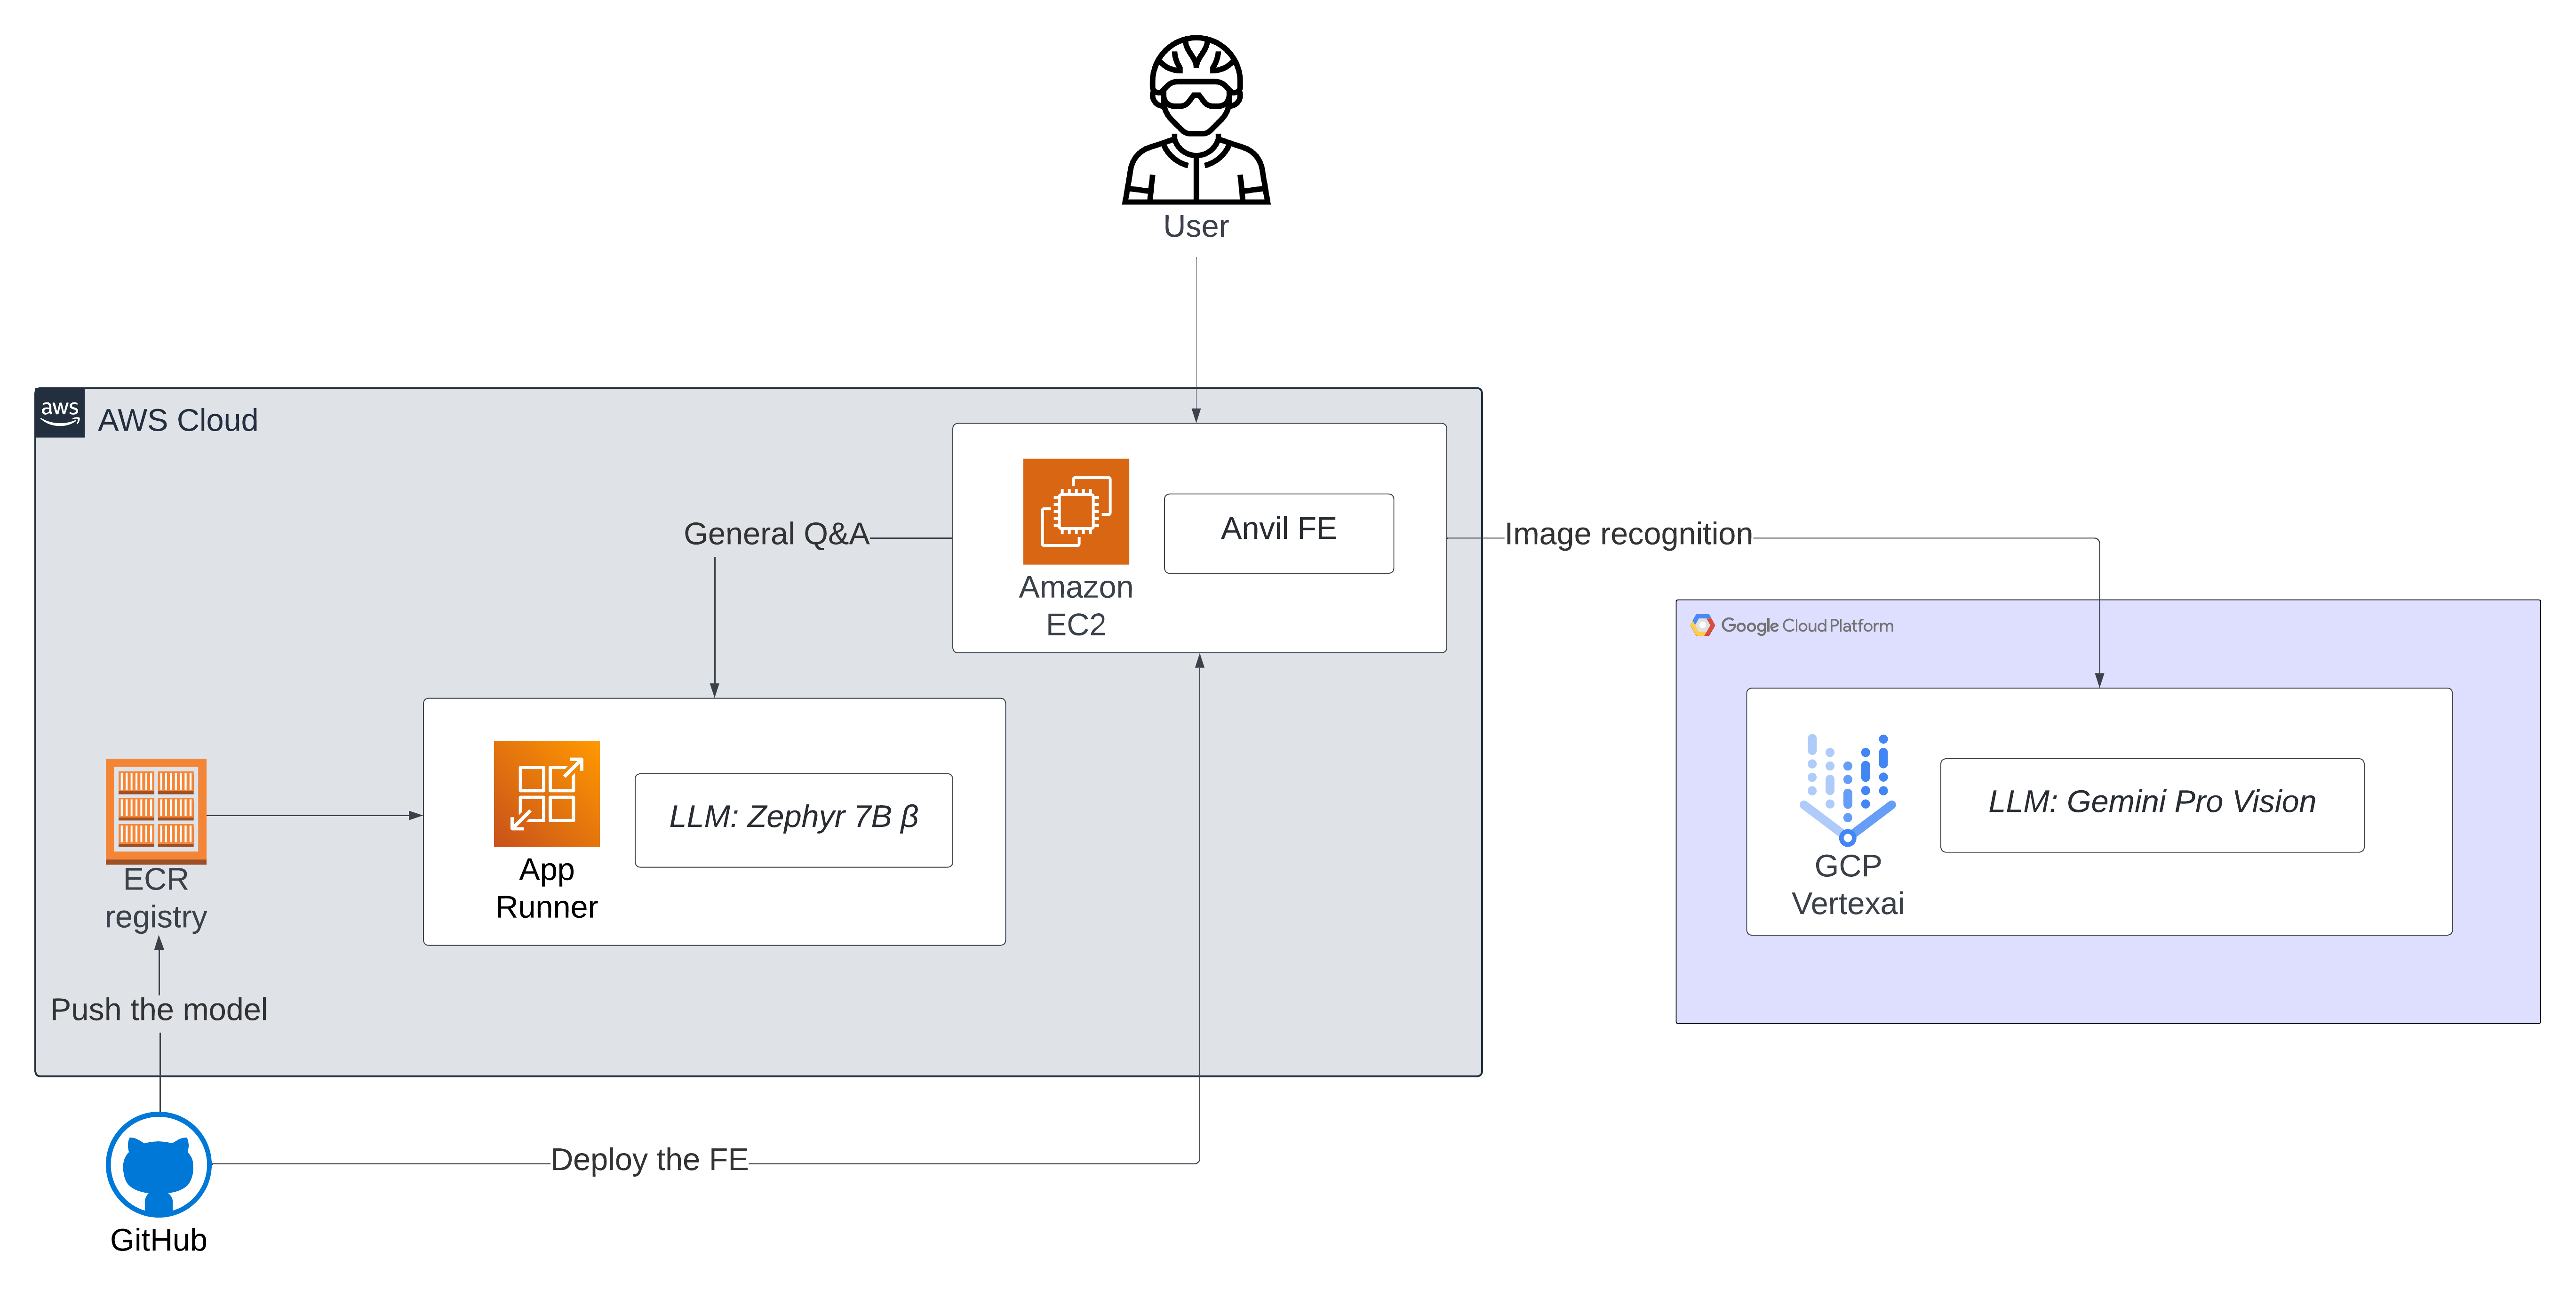 User
aws
AWS Cloud
General Q&A
Amazon
EC2
Anvil FE
Image recognition
Google Cloud Platform
ECR
registry
App
Runner
LLM: Zephyr 7B β
GCP
Vertexai
LLM: Gemini Pro Vision
Push the model
Deploy the FE
GitHub